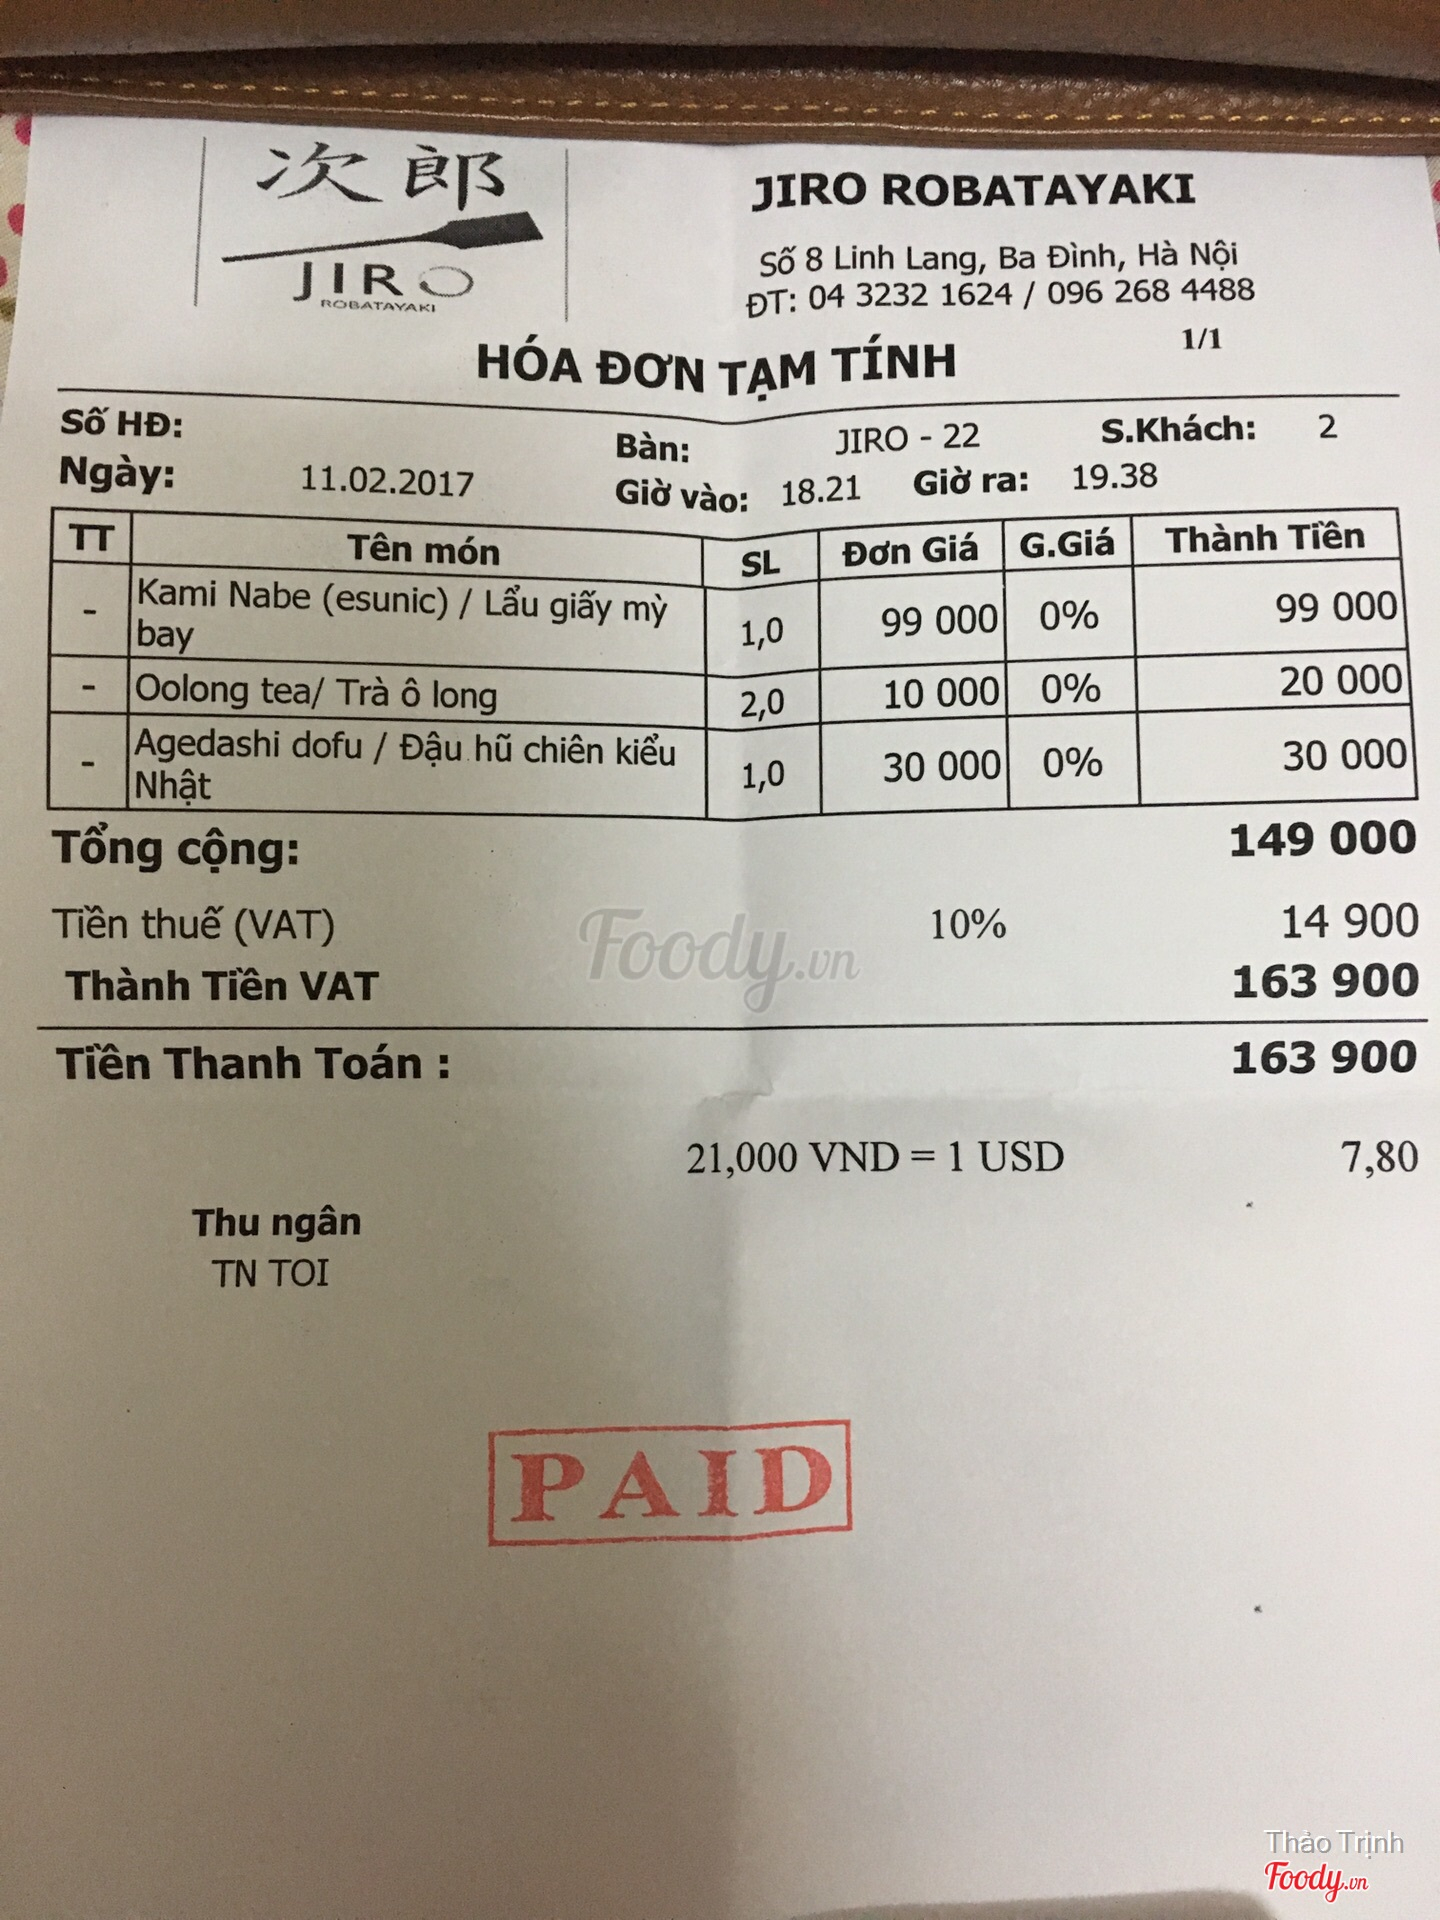 次郎
JIRO
ROBATAYAKI
JIRO ROBATAYAKI
Số 8 Linh Lang, Ba Đình, Hà Nội
ĐT: 04 3232 1624 / 096 268 4488
1/1
HÓA ĐƠN TẠM TÍNH
Số HĐ:
Bàn: JIRO - 22 S.Khách: 2
Ngày: 11.02.2017 Giờ vào: 18.21 Giờ ra: 19.38
TT Tên món SL Đơn Giá G.Giá Thành Tiền
- Kami Nabe (esunic) / Lẩu giấy mỳ 1,0 99 000 0% 99 000
bay
- Oolong tea/ Trà ô long 2,0 10 000 0% 20 000
- Agedashi dofu / Đậu hũ chiên kiểu 1,0 30 000 0% 30 000
Nhật
Tổng cộng: 149 000
Tiền thuế (VAT) 10% 14 900
Foody.vn
Thành Tiền VAT 163 900
Tiền Thanh Toán : 163 900
21,000 VND = 1 USD 7,80
Thu ngân
TN TOI
PAID
Thảo Trịnh
Foody.vn